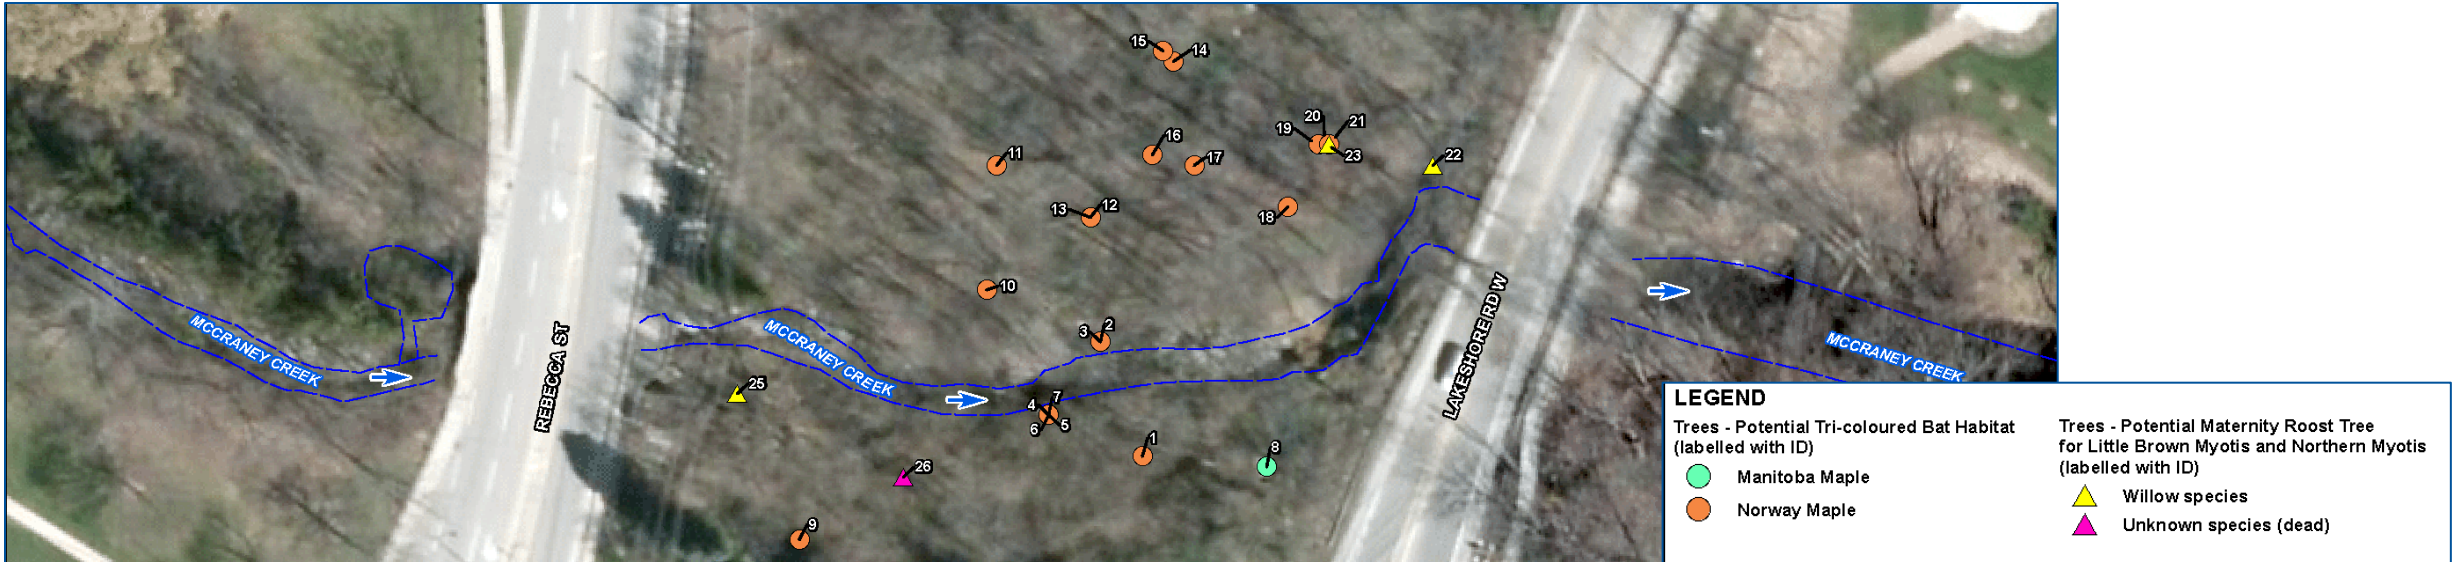 15
14
20
21
19
16
23
22
11
17
13
12
18
10
MCCRANEY CREEK
REBECCA ST
MCCRANEY CREEK
3
2
LAKESHORE RD W
MCCRANEY CREEK
25
4
7
6
5
1
8
26
9
LEGEND
Trees - Potential Tri-coloured Bat Habitat
(labelled with ID)
Manitoba Maple
Norway Maple
Trees - Potential Maternity Roost Tree
for Little Brown Myotis and Northern Myotis
(labelled with ID)
Willow species
Unknown species (dead)